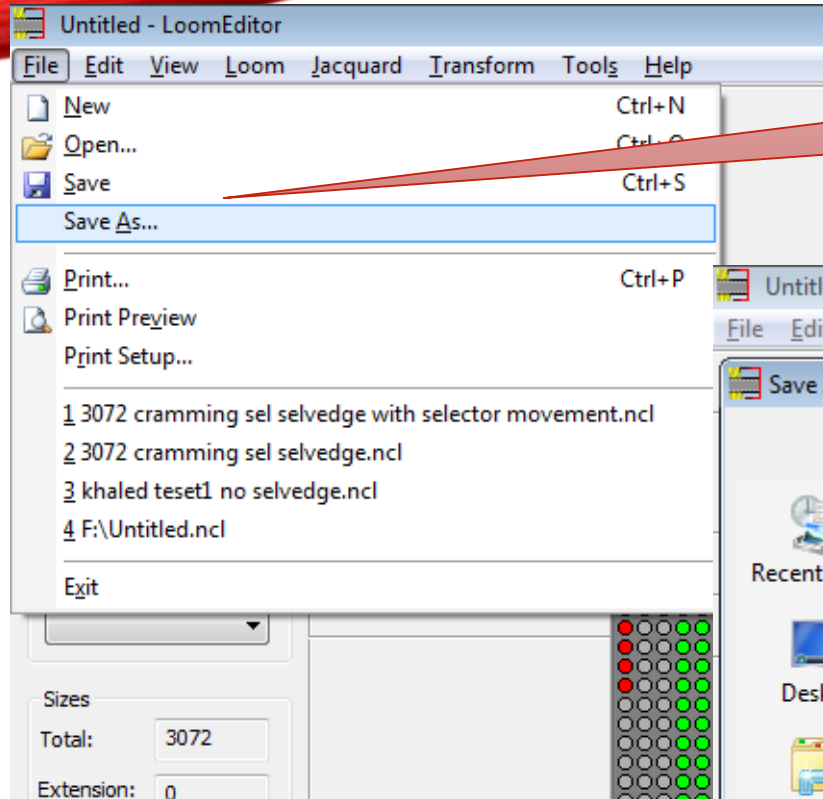 Untitled - LoomEditor
File Edit View Loom Jacquard Transform Tools Help
New Ctrl+N
Open...
Save Ctrl+S
Save As...
Print... Ctrl+P
Print Preview
Print Setup...
1 3072 cramming sel selvedge with selector movement.ncl
2 3072 cramming sel selvedge.ncl
3 khaled teset1 no selvedge.ncl
4 F:\Untitled.ncl
Exit
Sizes
Total: 3072
Extension: 0
Untitl
File Edi
Save
Recent
Desk